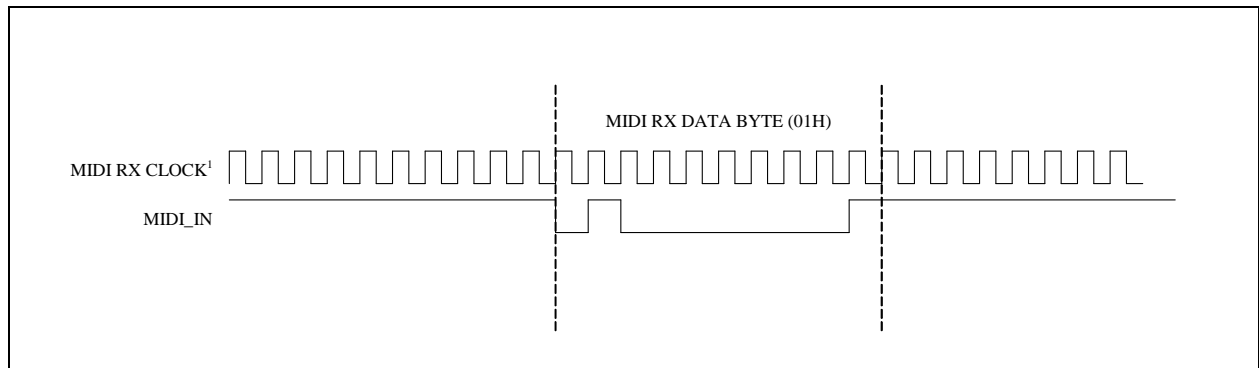 MIDI RX DATA BYTE (01H)
MIDI RX CLOCK¹
MIDI_IN